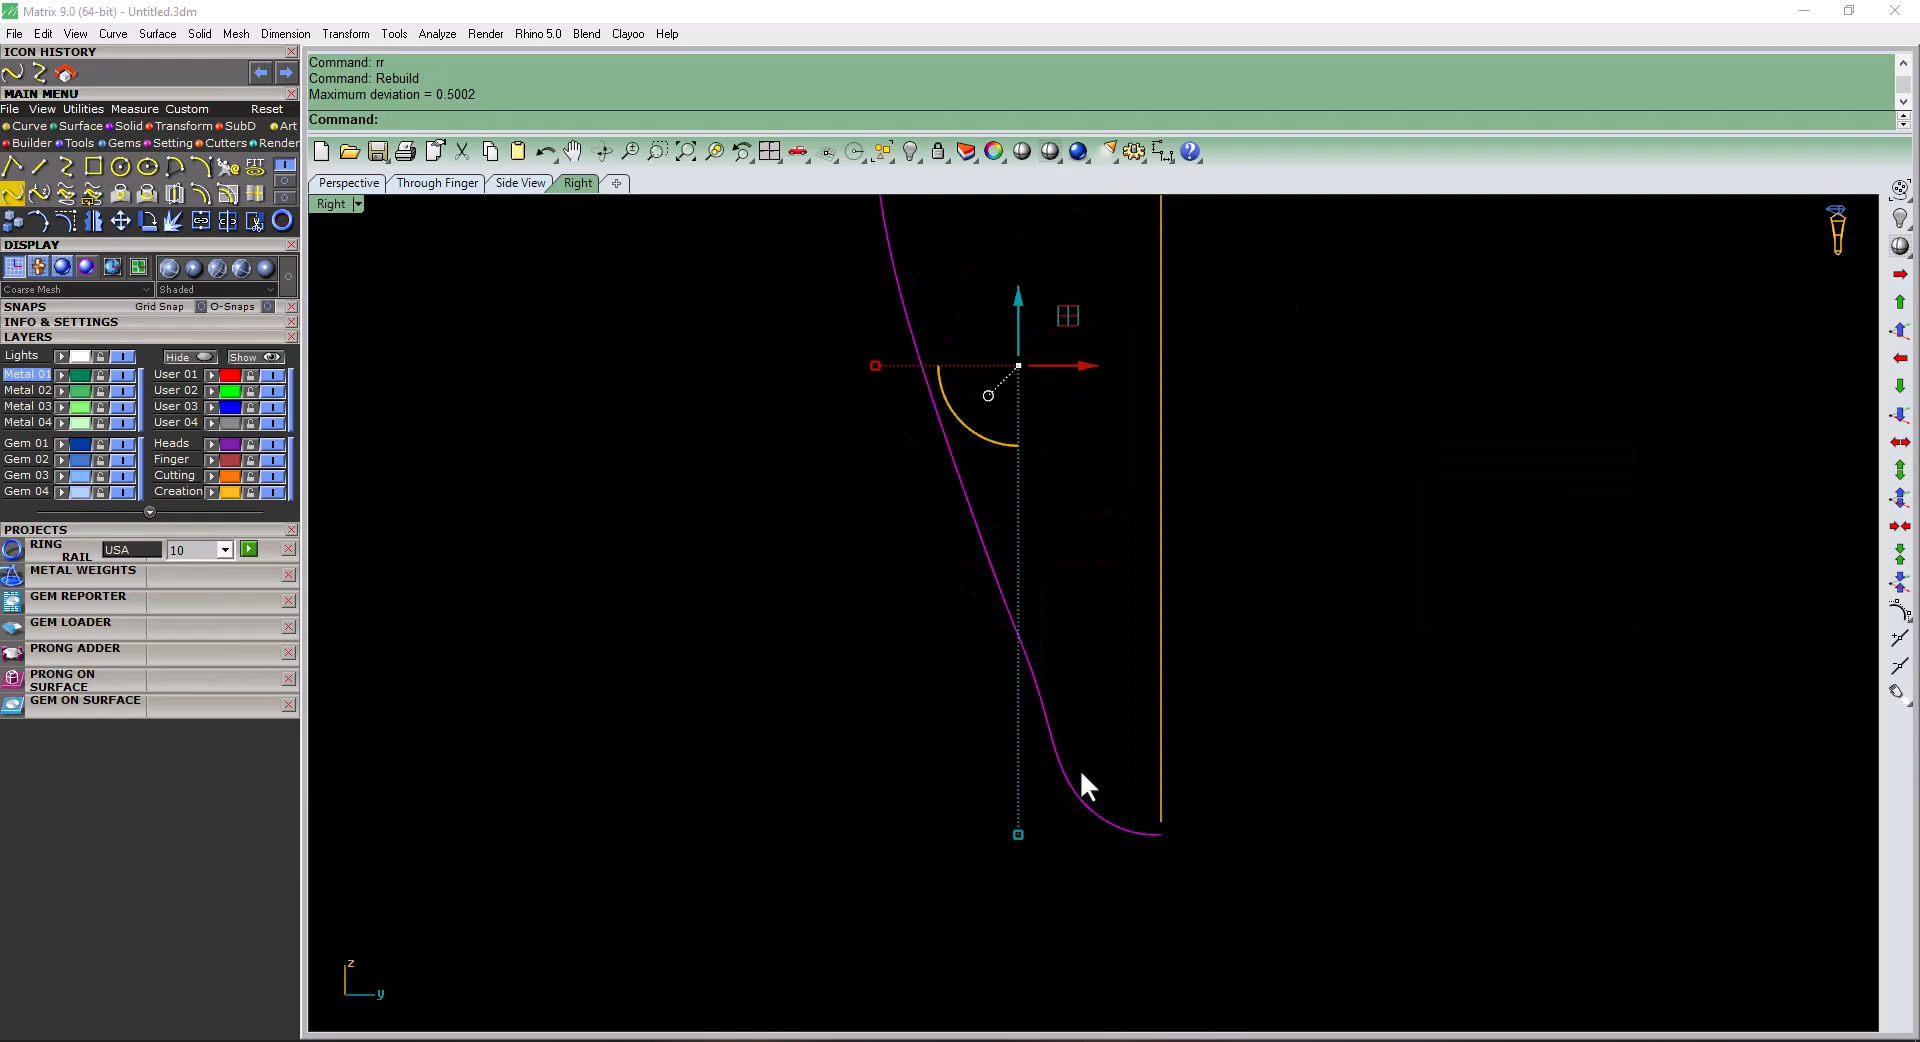 Matrix 9.0 (64-bit) - Untitled.3dm
File Edit View Curve Surface Solid Mesh Dimension Transform Tools Analyze Render Rhino 5.0 Blend Clayoo Help
ICON HISTORY
MAIN MENU
File View Utilities Measure Custom Reset
Curve Surface Solid Transform SubD Art
Builder Tools Gems Setting Cutters Render
FIT
DISPLAY
Coarse Mesh Shaded
SNAPS Grid Snap O-Snaps
INFO & SETTINGS
LAYERS
Lights Hide Show
Metal 01 User 01
Metal 02 User 02
Metal 03 User 03
Metal 04 User 04
Gem 01 Heads
Gem 02 Finger
Gem 03 Cutting
Gem 04 Creation
PROJECTS
RING RAIL USA 10
METAL WEIGHTS
GEM REPORTER
GEM LOADER
PRONG ADDER
PRONG ON SURFACE
GEM ON SURFACE
Command: rr
Command: Rebuild
Maximum deviation = 0.5002
Command:
Perspective Through Finger Side View Right
Right
z
y